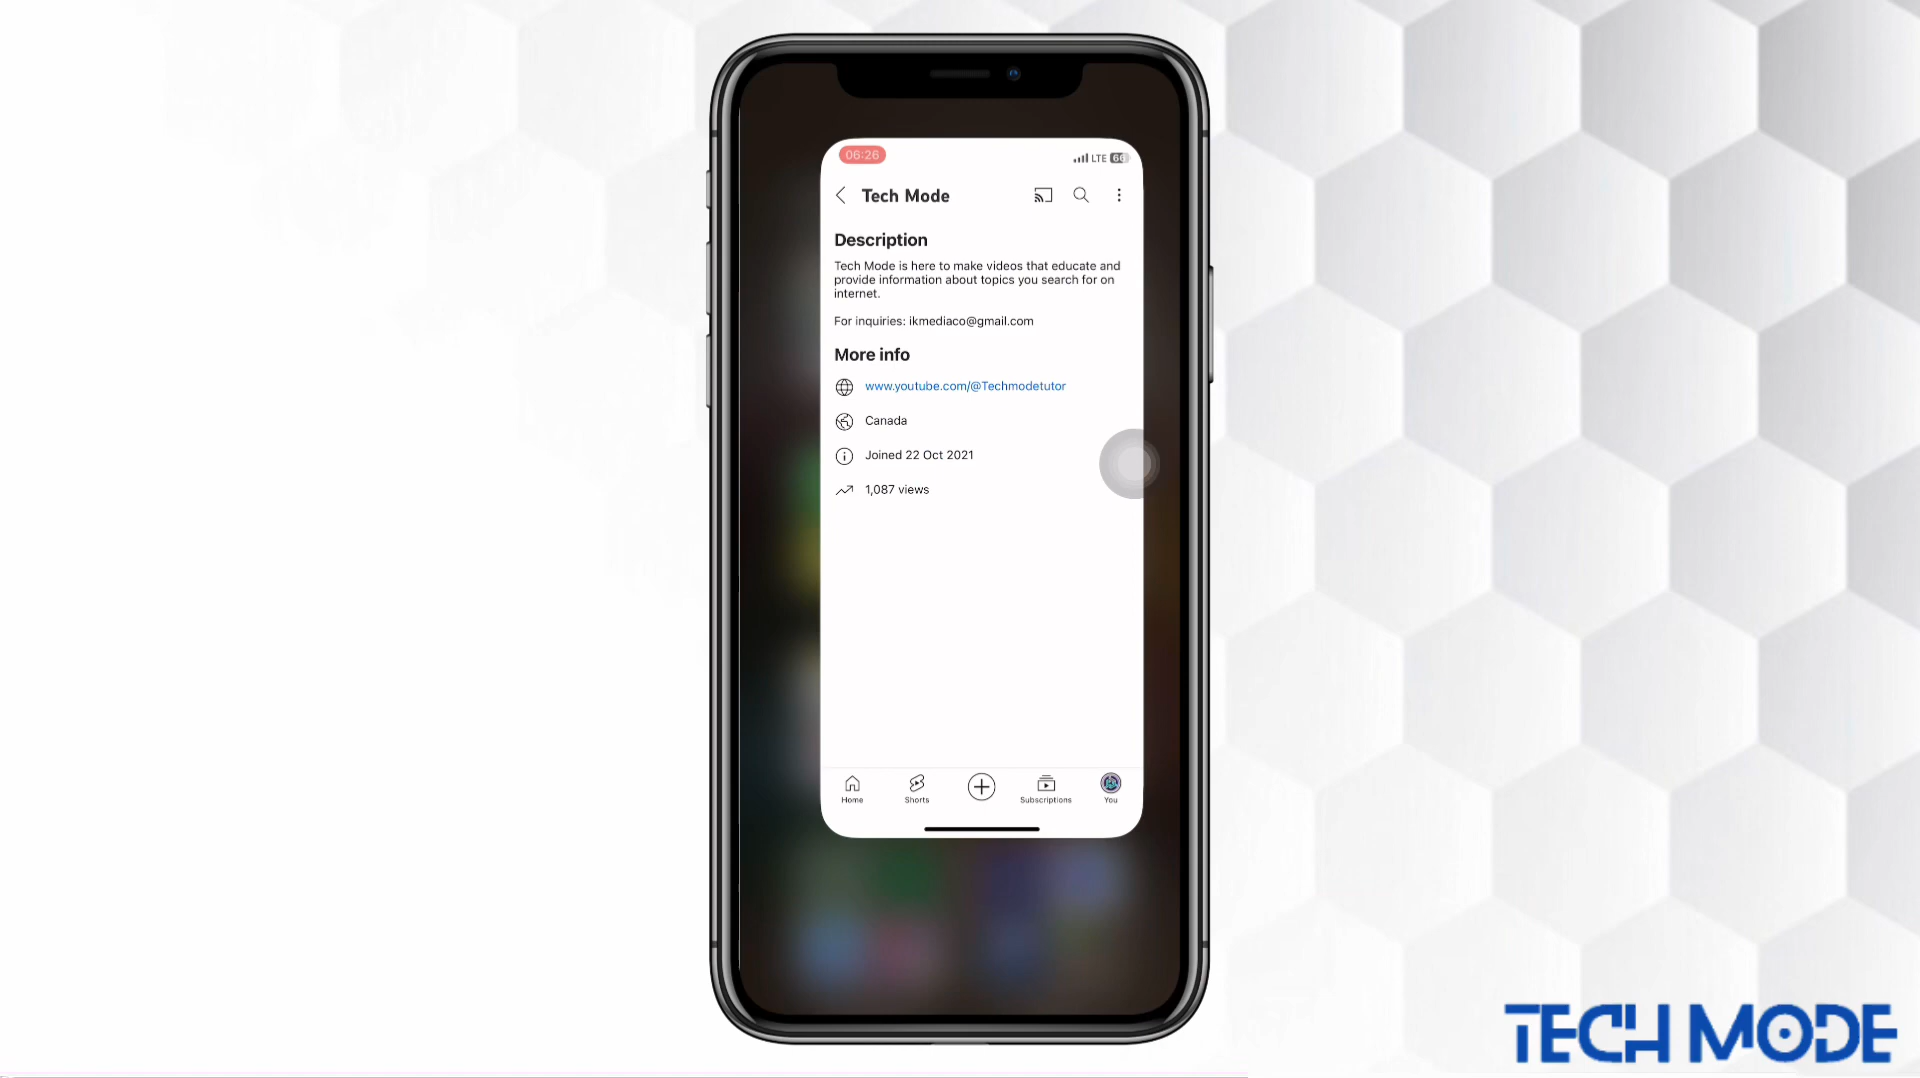 06:26
LTE 66
Tech Mode
Description
Tech Mode is here to make videos that educate and
provide information about topics you search for on
internet.
For inquiries: ikmediaco@gmail.com
More info
www.youtube.com/@Techmodetutor
Canada
Joined 22 Oct 2021
1,087 views
Home
Shorts
Subscriptions
You
TECH MODE